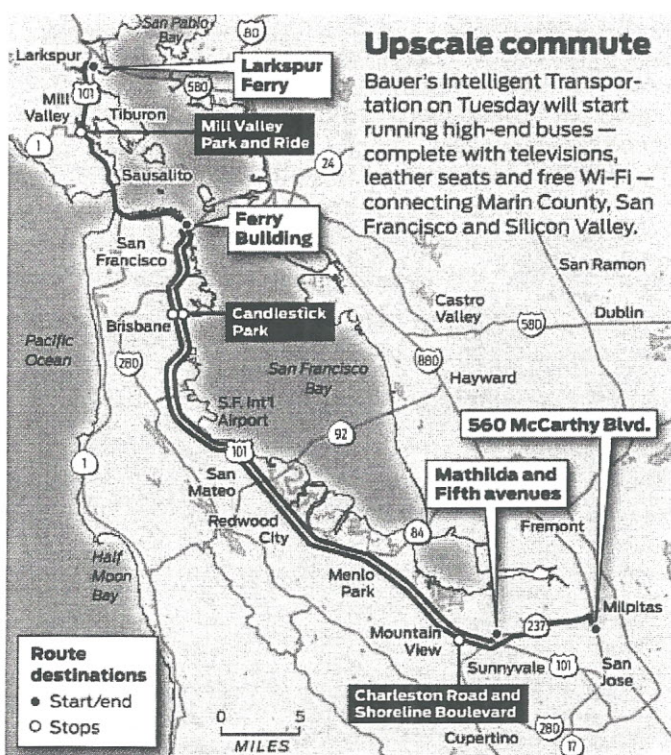 Upscale commute
Bauer's Intelligent Transpor-
tation on Tuesday will start
running high-end buses —
complete with televisions,
leather seats and free Wi-Fi —
connecting Marin County, San
Francisco and Silicon Valley.
San Pablo
Bay
80
Larkspur
Larkspur
Ferry
101
580
Mill
Valley
Tiburon
Mill Valley
Park and Ride
1
Sausalito
24
Ferry
Building
San
Francisco
San Ramon
Castro
Valley
Dublin
580
Candlestick
Park
Brisbane
Pacific
Ocean
280
880
San Francisco
Bay
Hayward
S.F. Int'l
Airport
92
560 McCarthy Blvd.
101
1
San
Mateo
Mathilda and
Fifth avenues
Redwood
City
84
Fremont
Half
Moon
Bay
Menlo
Park
Milpitas
237
Mountain
View
Sunnyvale
101
San
Jose
Route
destinations
Start/end
Stops
Charleston Road and
Shoreline Boulevard
0 5
MILES
Cupertino
280
17